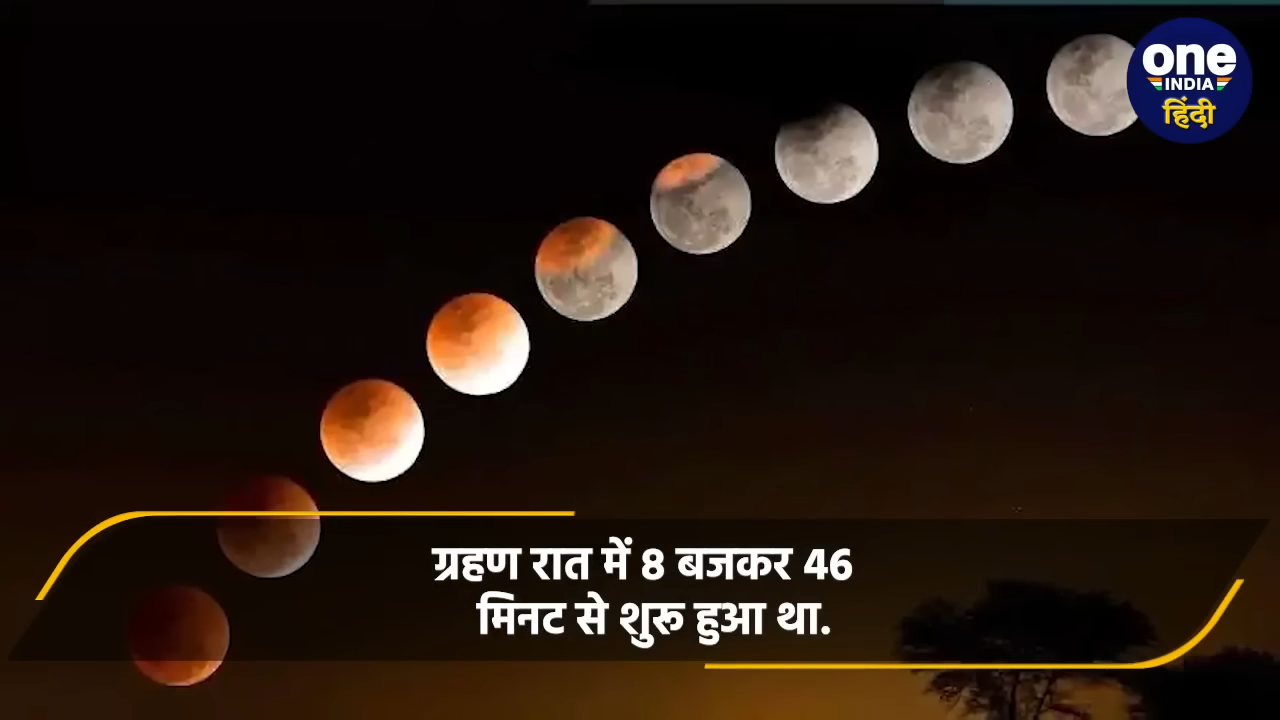 one
INDIA
हिंदी
ग्रहण रात में 8 बजकर 46
मिनट से शुरू हुआ था.